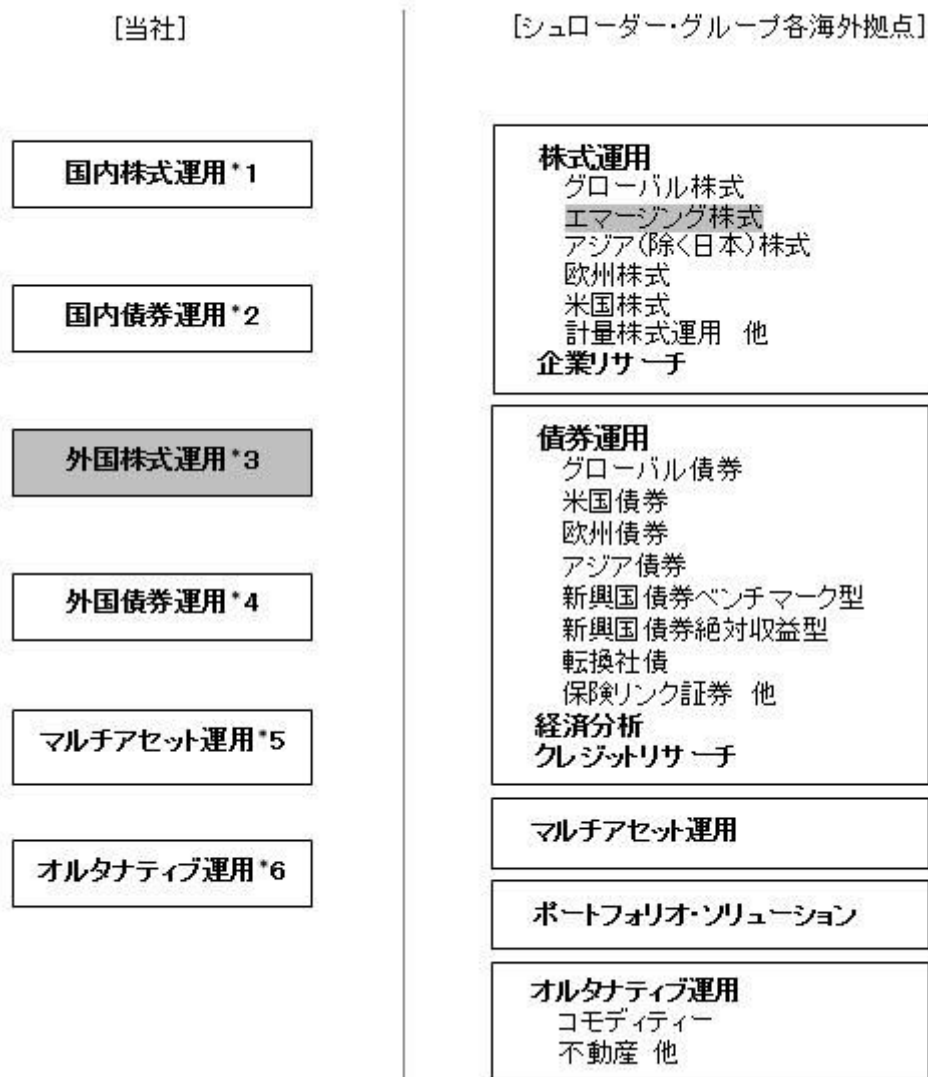 [当社]
国内株式運用*1
国内債券運用*2
外国株式運用*3
外国債券運用*4
マルチアセット運用*5
オルタナティブ運用*6
[シュローダー・グループ各海外拠点]
株式運用
グローバル株式
エマージング株式
アジア(除く日本)株式
欧州株式
米国株式
計量株式運用 他
企業リサーチ
債券運用
グローバル債券
米国債券
欧州債券
アジア債券
新興国債券ベンチマーク型
新興国債券絶対収益型
転換社債
保険リンク証券 他
経済分析
クレジットリサーチ
マルチアセット運用
ポートフォリオ・ソリューション
オルタナティブ運用
コモディティー
不動産 他